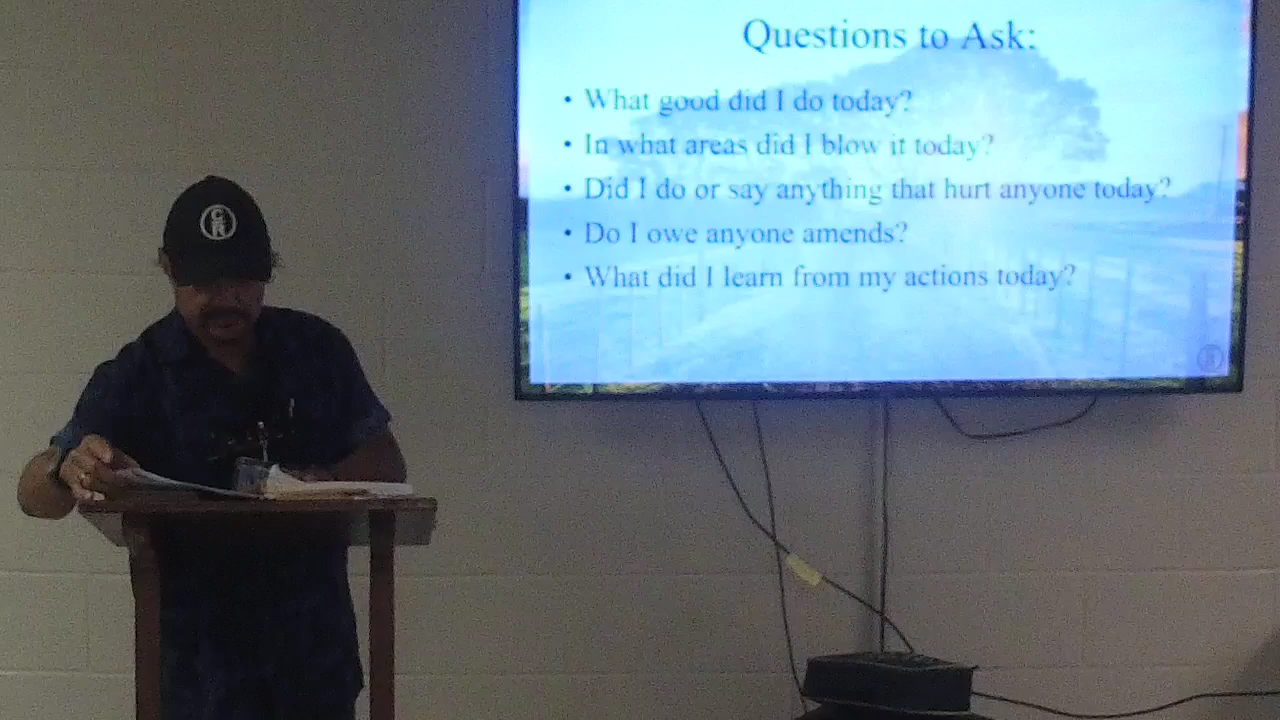 Questions to Ask:
• What good did I do today?
• In what areas did I blow it today?
• Did I do or say anything that hurt anyone today?
• Do I owe anyone amends?
• What did I learn from my actions today?
C
R